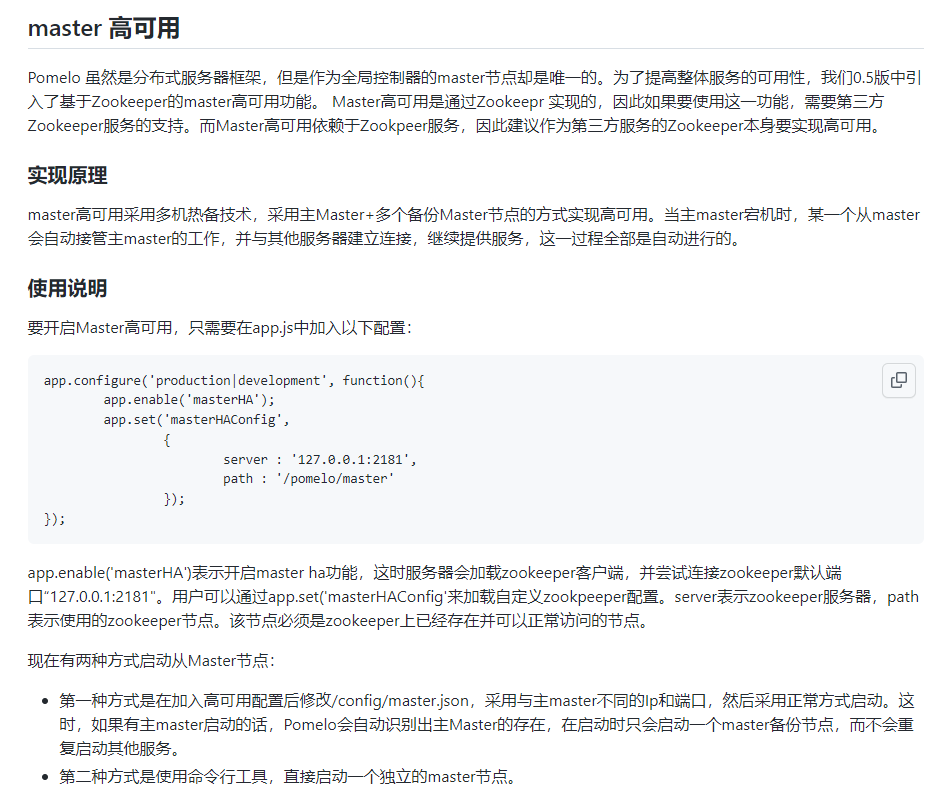 master 高可用
Pomelo 虽然是分布式服务器框架，但是作为全局控制器的master节点却是唯一的。为了提高整体服务的可用性，我们0.5版中引
入了基于Zookeeper的master高可用功能。 Master高可用是通过Zookeepr 实现的，因此如果要使用这一功能，需要第三方
Zookeeper服务的支持。而Master高可用依赖于Zookpeer服务，因此建议作为第三方服务的Zookeeper本身要实现高可用。
实现原理
master高可用采用多机热备技术，采用主Master+多个备份Master节点的方式实现高可用。当主master宕机时，某一个从master
会自动接管主master的工作，并与其他服务器建立连接，继续提供服务，这一过程全部是自动进行的。
使用说明
要开启Master高可用，只需要在app.js中加入以下配置：
app.configure('production|development', function(){
        app.enable('masterHA');
        app.set('masterHAConfig',
                {
                        server : '127.0.0.1:2181',
                        path : '/pomelo/master'
                });
});
app.enable('masterHA')表示开启master ha功能，这时服务器会加载zookeeper客户端，并尝试连接zookeeper默认端
口“127.0.0.1:2181"。用户可以通过app.set('masterHAConfig'来加载自定义zookpeeper配置。server表示zookeeper服务器，path
表示使用的zookeeper节点。该节点必须是zookeeper上已经存在并可以正常访问的节点。
现在有两种方式启动从Master节点：
• 第一种方式是在加入高可用配置后修改/config/master.json，采用与主master不同的Ip和端口，然后采用正常方式启动。这
时，如果有主master启动的话，Pomelo会自动识别出主Master的存在，在启动时只会启动一个master备份节点，而不会重
复启动其他服务。
• 第二种方式是使用命令行工具，直接启动一个独立的master节点。